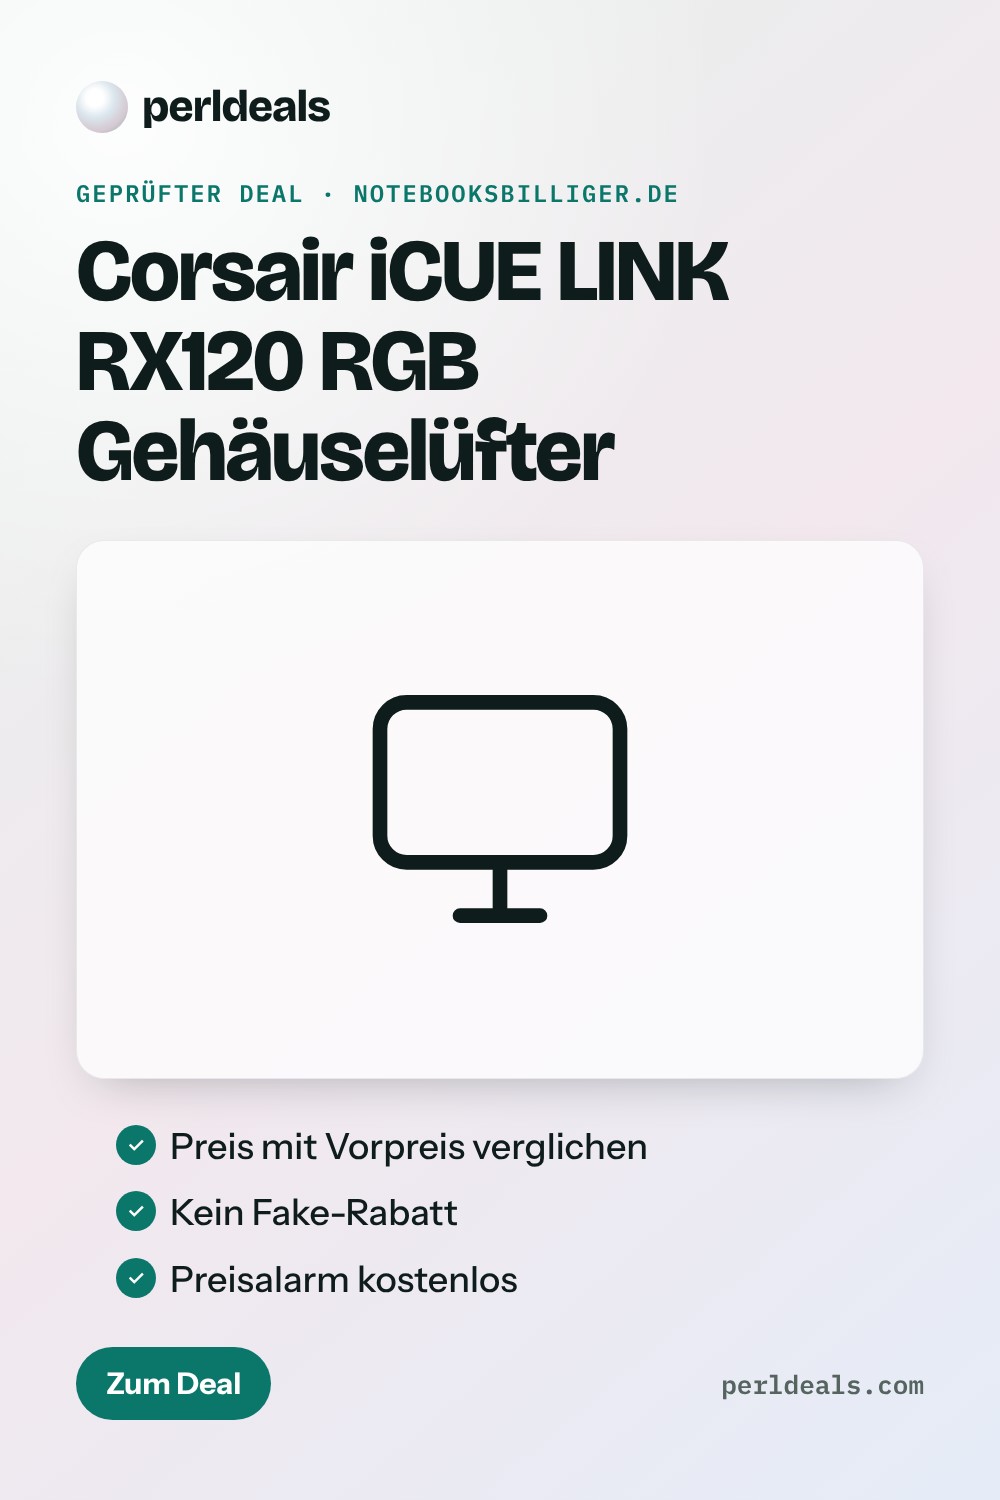 perldeals
GEPRÜFTER DEAL · NOTEBOOKSBILLIGER.DE
Corsair iCUE LINK
RX120 RGB
Gehäuselüfter
Preis mit Vorpreis verglichen
Kein Fake-Rabatt
Preisalarm kostenlos
Zum Deal
perldeals.com